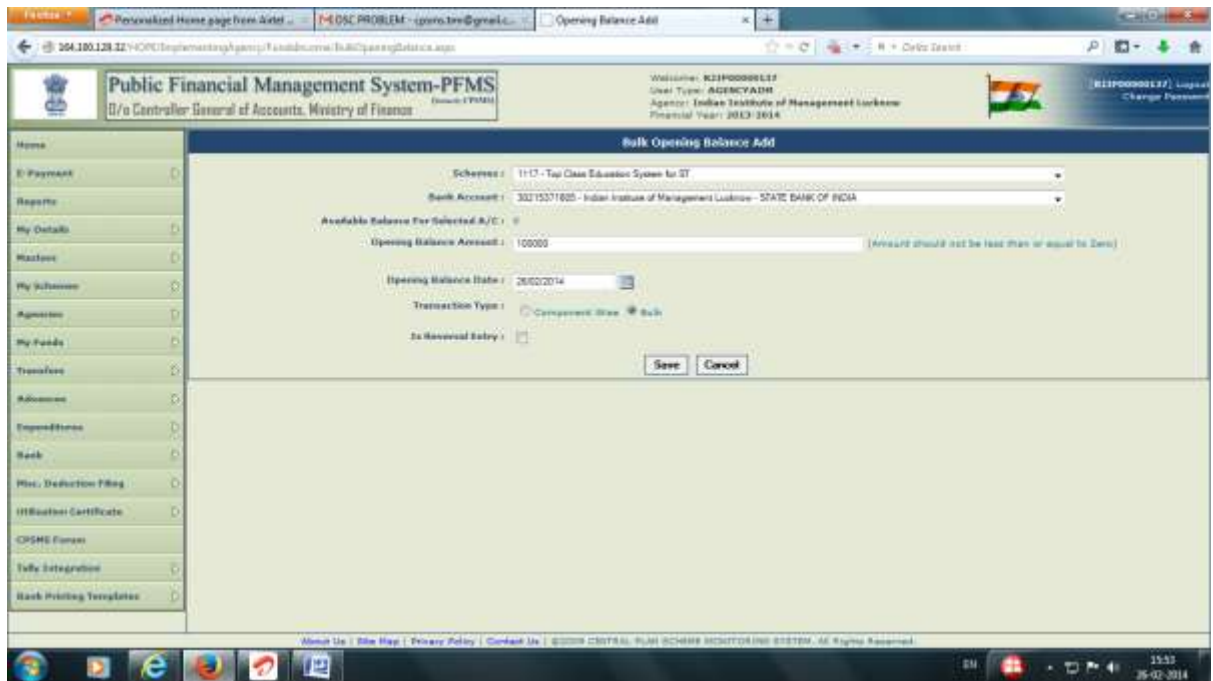 Firefox
Personalized Home page from Airtel ...
Opening Balance Add
Public Financial Management System-PFMS
O/o Controller General of Accounts, Ministry of Finance
User Type: AGENCYADM
Agency: Indian Institute of Management Lucknow
Financial Year: 2013-2014
Logout
Change Password
Bulk Opening Balance Add
Home
E-Payment
Reports
My Details
Masters
My Schemes
Agencies
My Funds
Transfers
Advances
Expenditures
Bank
Misc. Deduction Filing
Utilisation Certificate
CPSMS Forum
Tally Integration
Bank Printing Templates
Schemes :
1117 - Top Class Education System for ST
Bank Account :
Indian Institute of Management Lucknow - STATE BANK OF INDIA
Available Balance For Selected A/C :
Opening Balance Amount :
100000
(Amount should not be less than or equal to Zero)
Opening Balance Date :
26/02/2014
Transaction Type :
Component Wise
Bulk
Is Reversal Entry :
Save
Cancel
About Us | Site Map | Privacy Policy | Contact Us | ©2009 CENTRAL PLAN SCHEME MONITORING SYSTEM. All Rights Reserved.
EN
15:53
26-02-2014